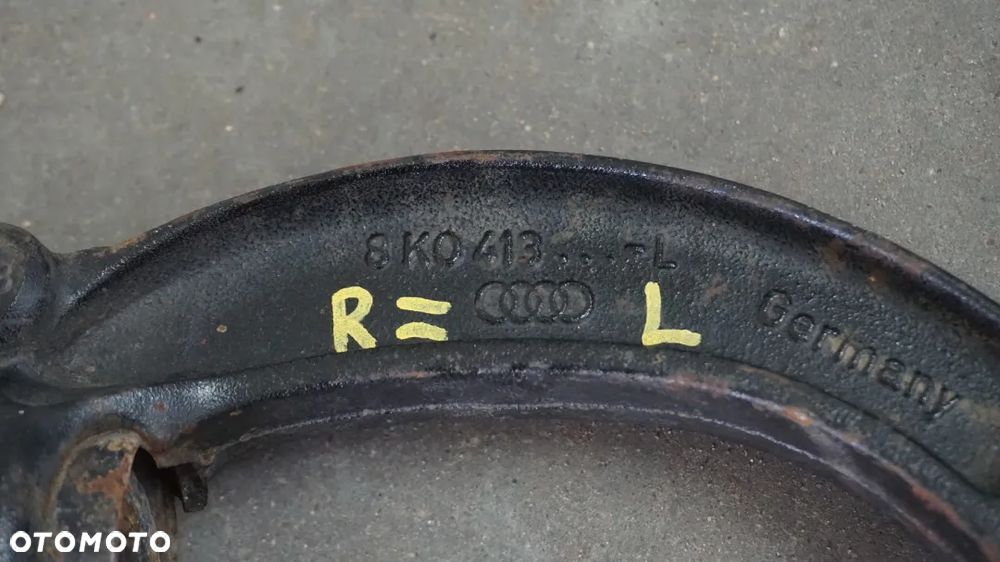 8K0 413 ... -L
R= L
Germany
OTOMOTO